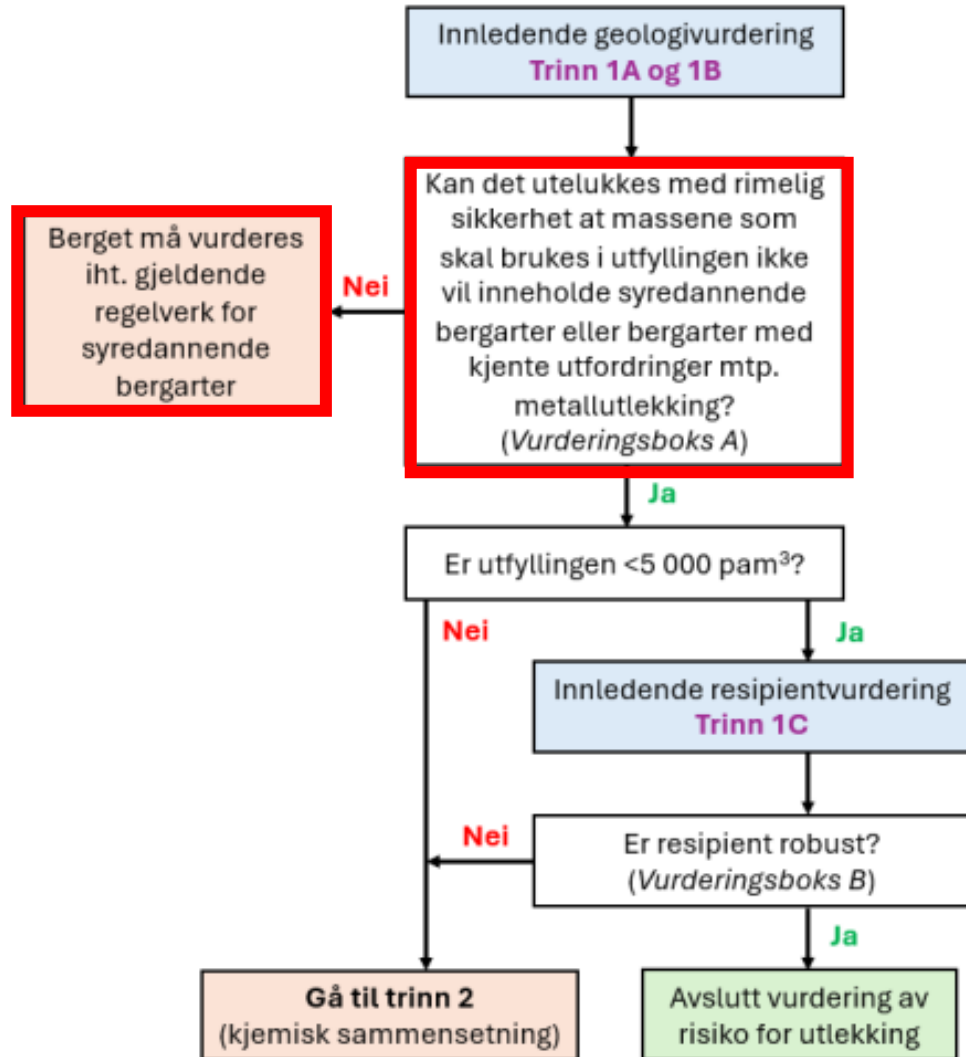 Innledende geologivurdering
Trinn 1A og 1B
Kan det utelukkes med rimelig
sikkerhet at massene som
skal brukes i utfyllingen ikke
vil inneholde syredannende
bergarter eller bergarter med
kjente utfordringer mtp.
metallutlekking?
(Vurderingsboks A)
Nei
Berget må vurderes
iht. gjeldende
regelverk for
syredannende
bergarter
Ja
Er utfyllingen <5 000 pam³?
Nei
Ja
Innledende resipientvurdering
Trinn 1C
Nei
Er resipient robust?
(Vurderingsboks B)
Ja
Gå til trinn 2
(kjemisk sammensetning)
Avslutt vurdering av
risiko for utlekking